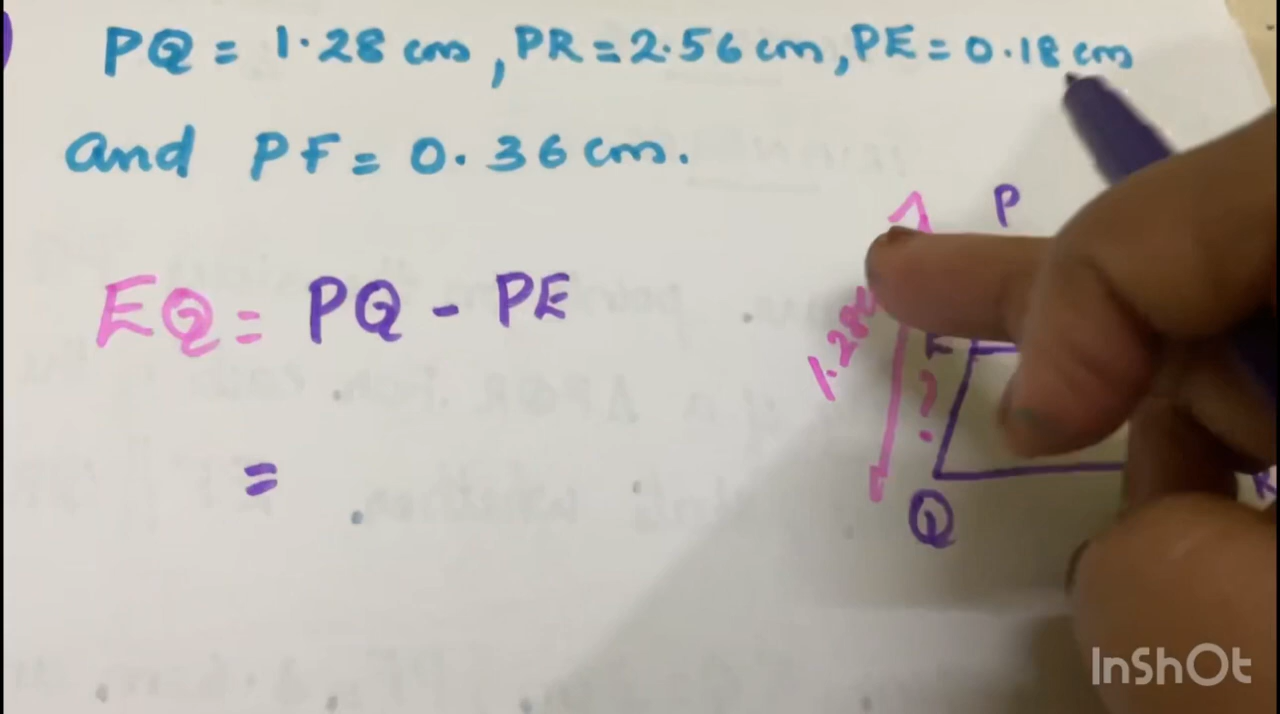 PQ = 1.28 cm, PR = 2.56 cm, PE = 0.18 cm
and PF = 0.36 cm.
P
EQ = PQ - PE
1.28
E
?
=
Q
R
InShOt